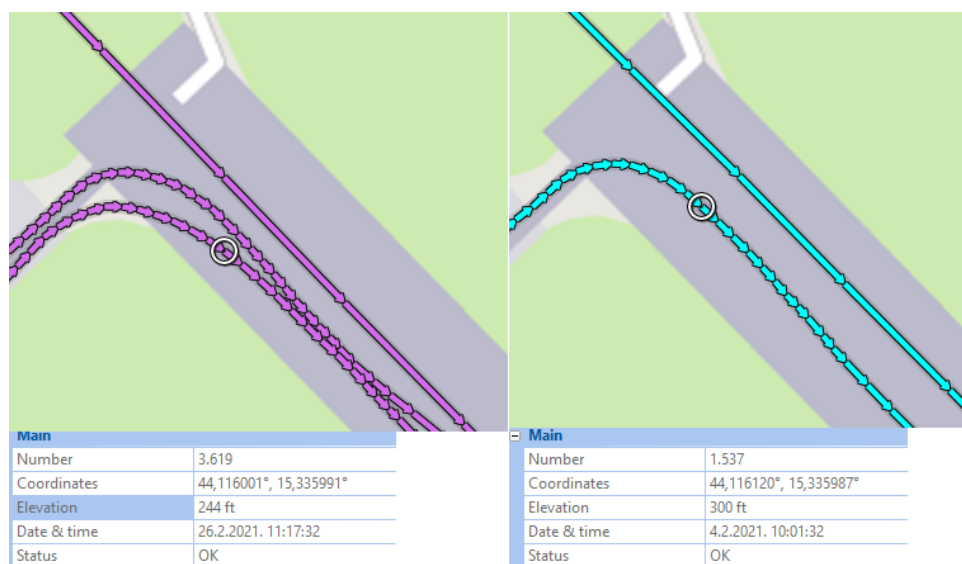 Main
Number 3.619
Coordinates 44,116001°, 15,335991°
Elevation 244 ft
Date & time 26.2.2021. 11:17:32
Status OK
Main
Number 1.537
Coordinates 44,116120°, 15,335987°
Elevation 300 ft
Date & time 4.2.2021. 10:01:32
Status OK